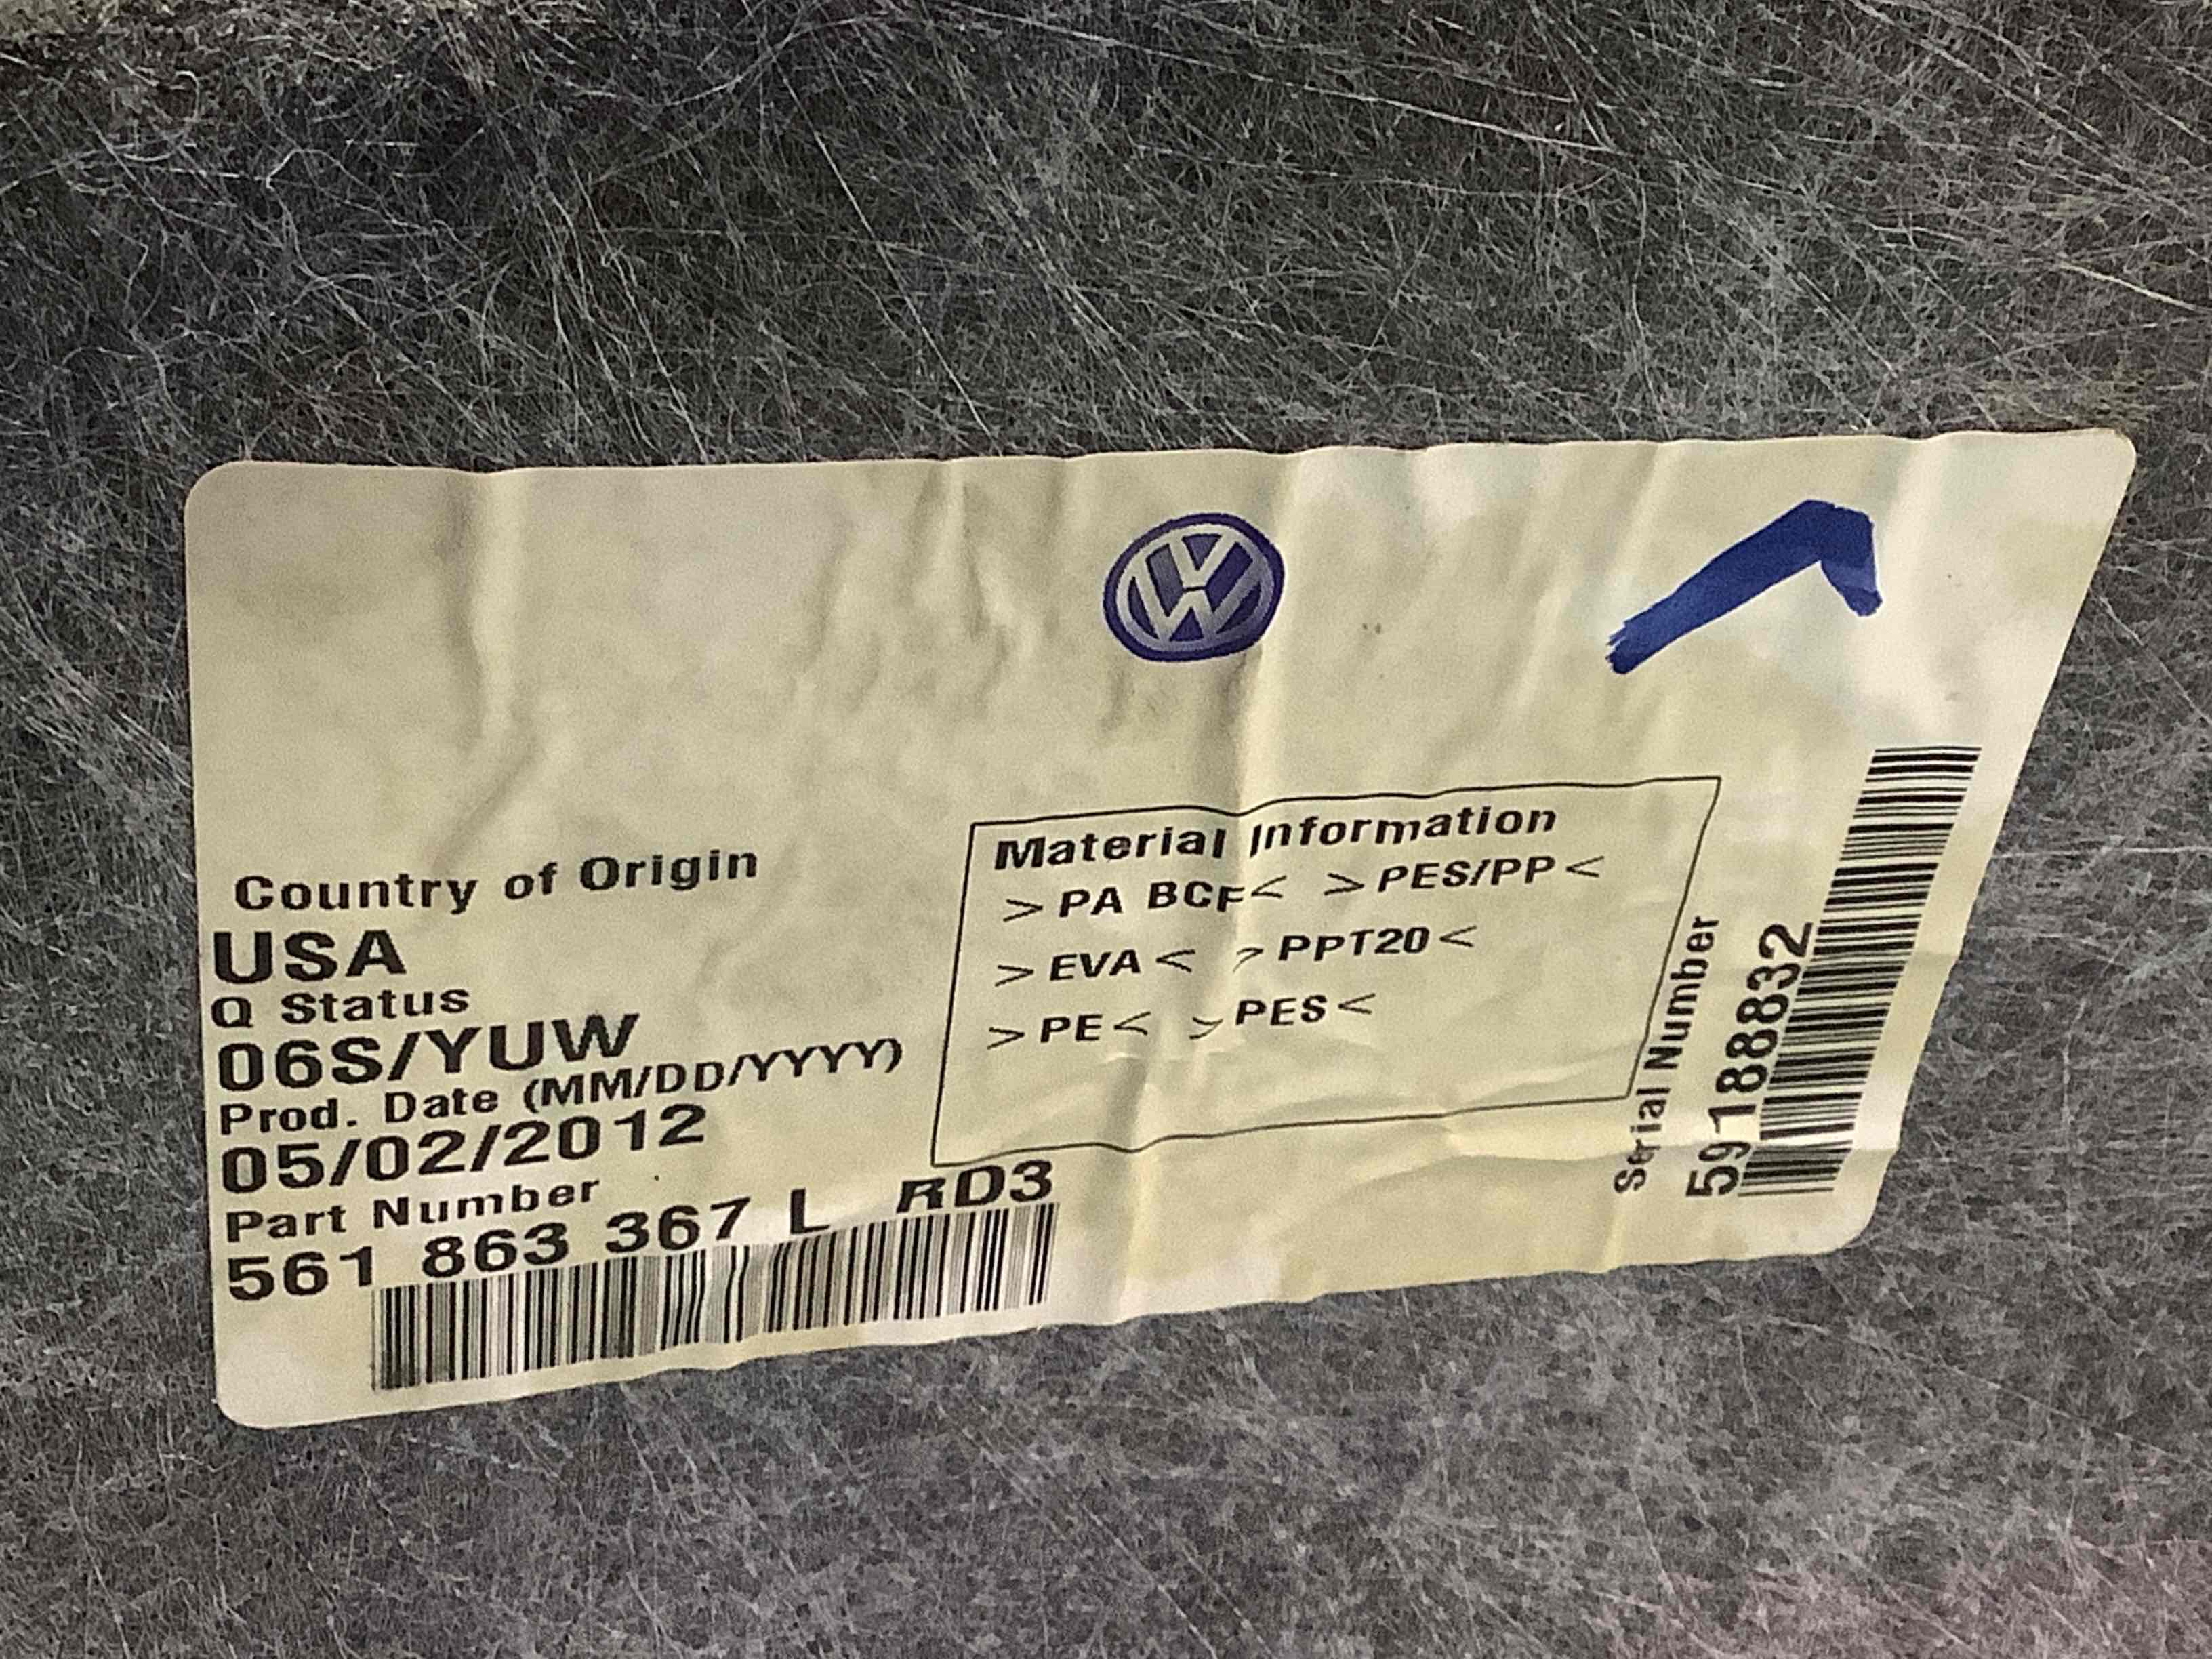 Country of Origin
USA
Q Status
06S/YUW
Prod. Date (MM/DD/YYYY)
05/02/2012
Part Number
561 863 367 L RD3
Material Information
>PA BCF< >PES/PP<
>EVA< >PPT20<
>PE< >PES<
Serial Number
59188832